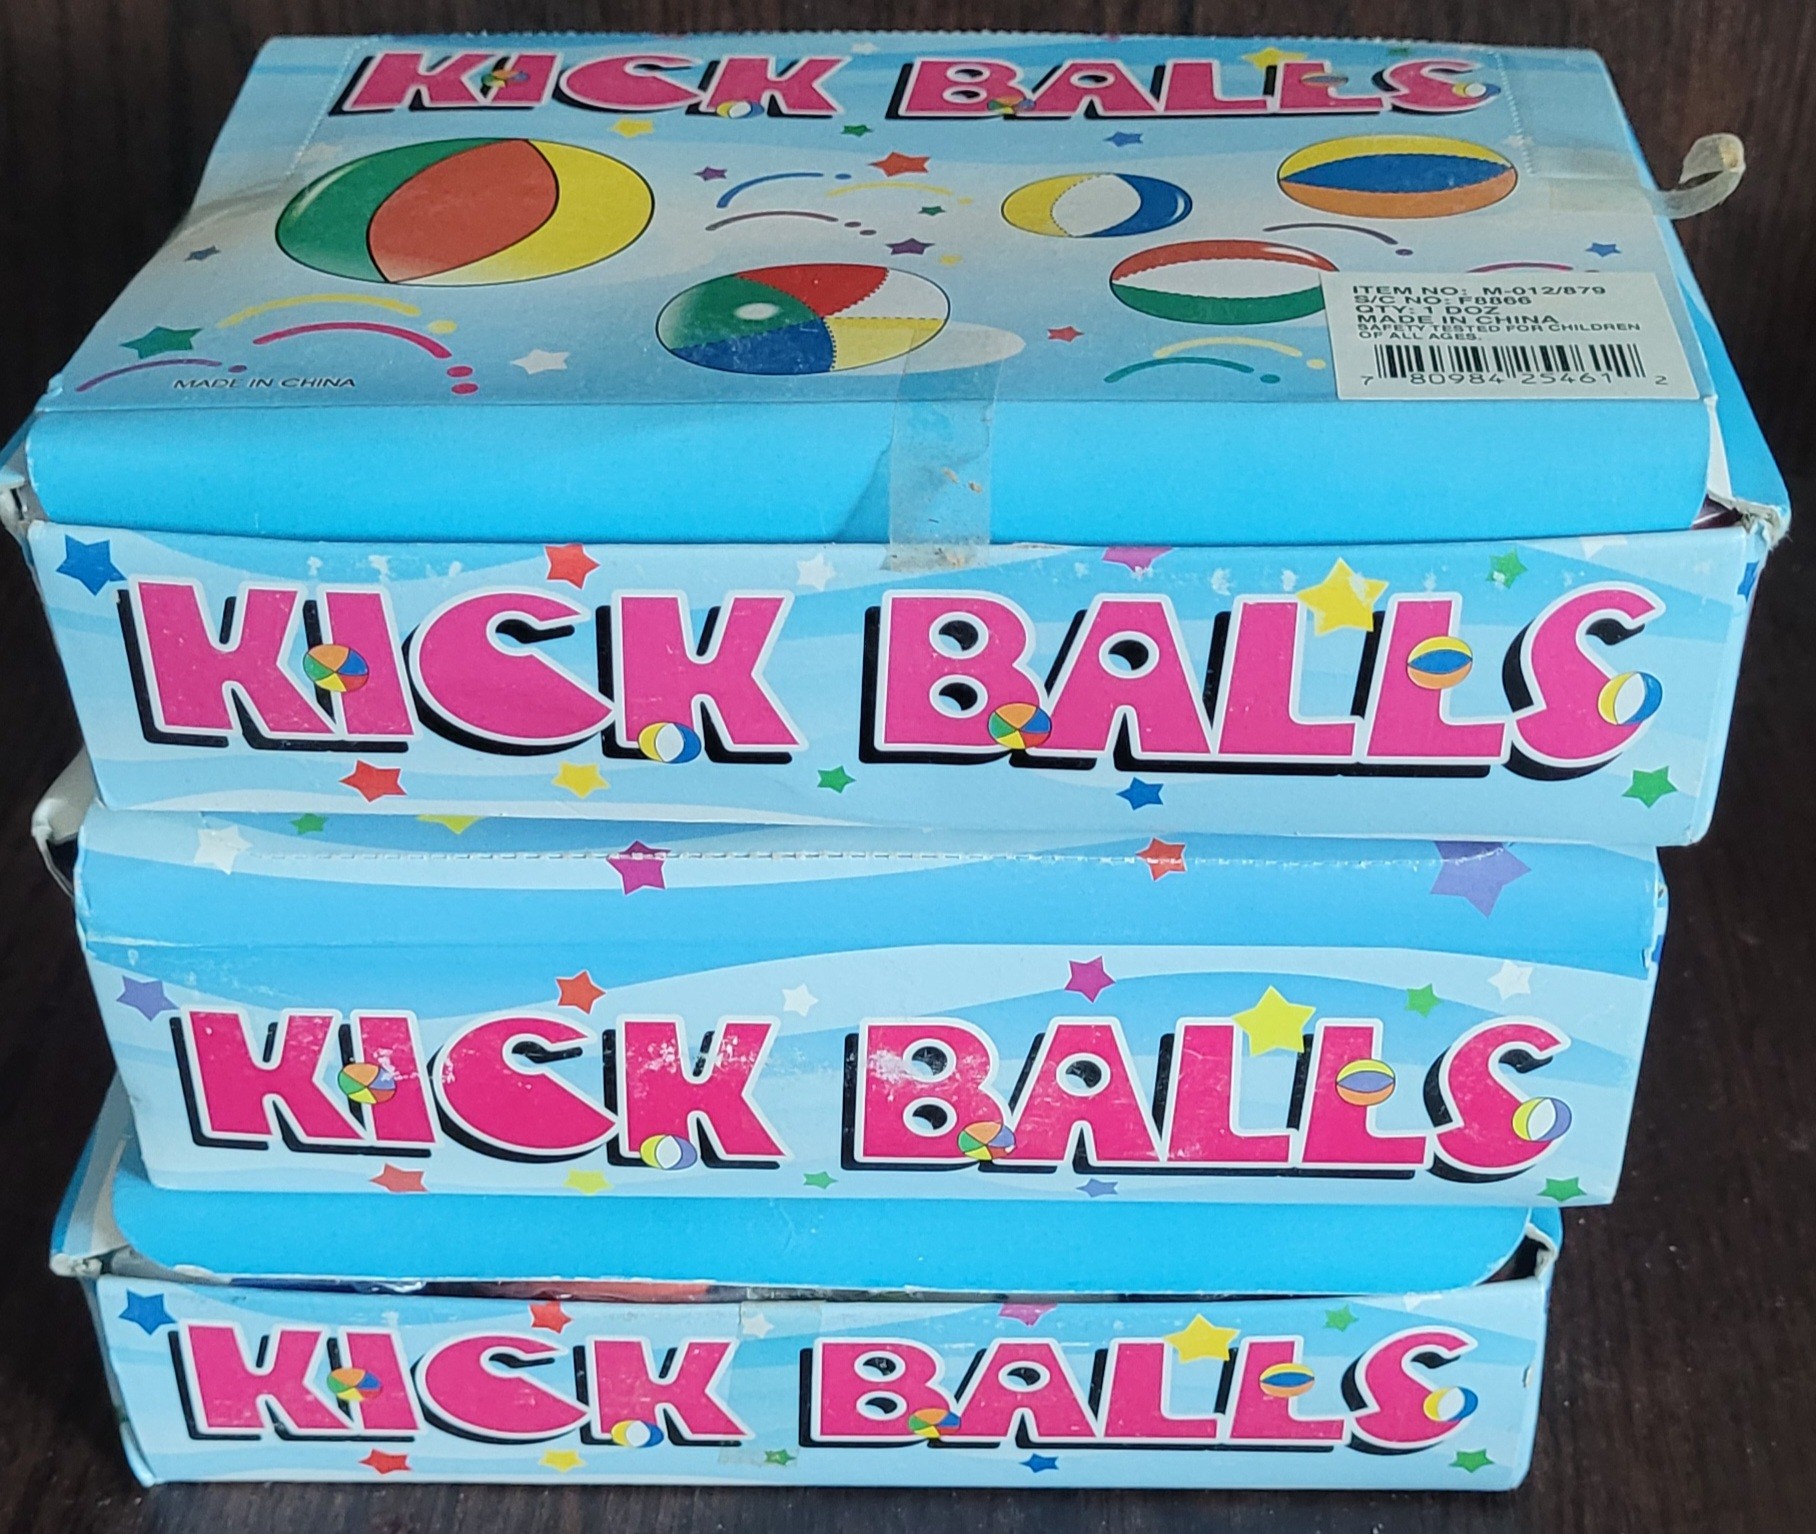 KICK BALLS
ITEM NO: M-012/879
S/C NO: F8866
QTY: 1 DOZ
MADE IN CHINA
SAFETY TESTED FOR CHILDREN
OF ALL AGES.
7 80984 25461 2
MADE IN CHINA
KICK BALLS
KICK BALLS
KICK BALLS